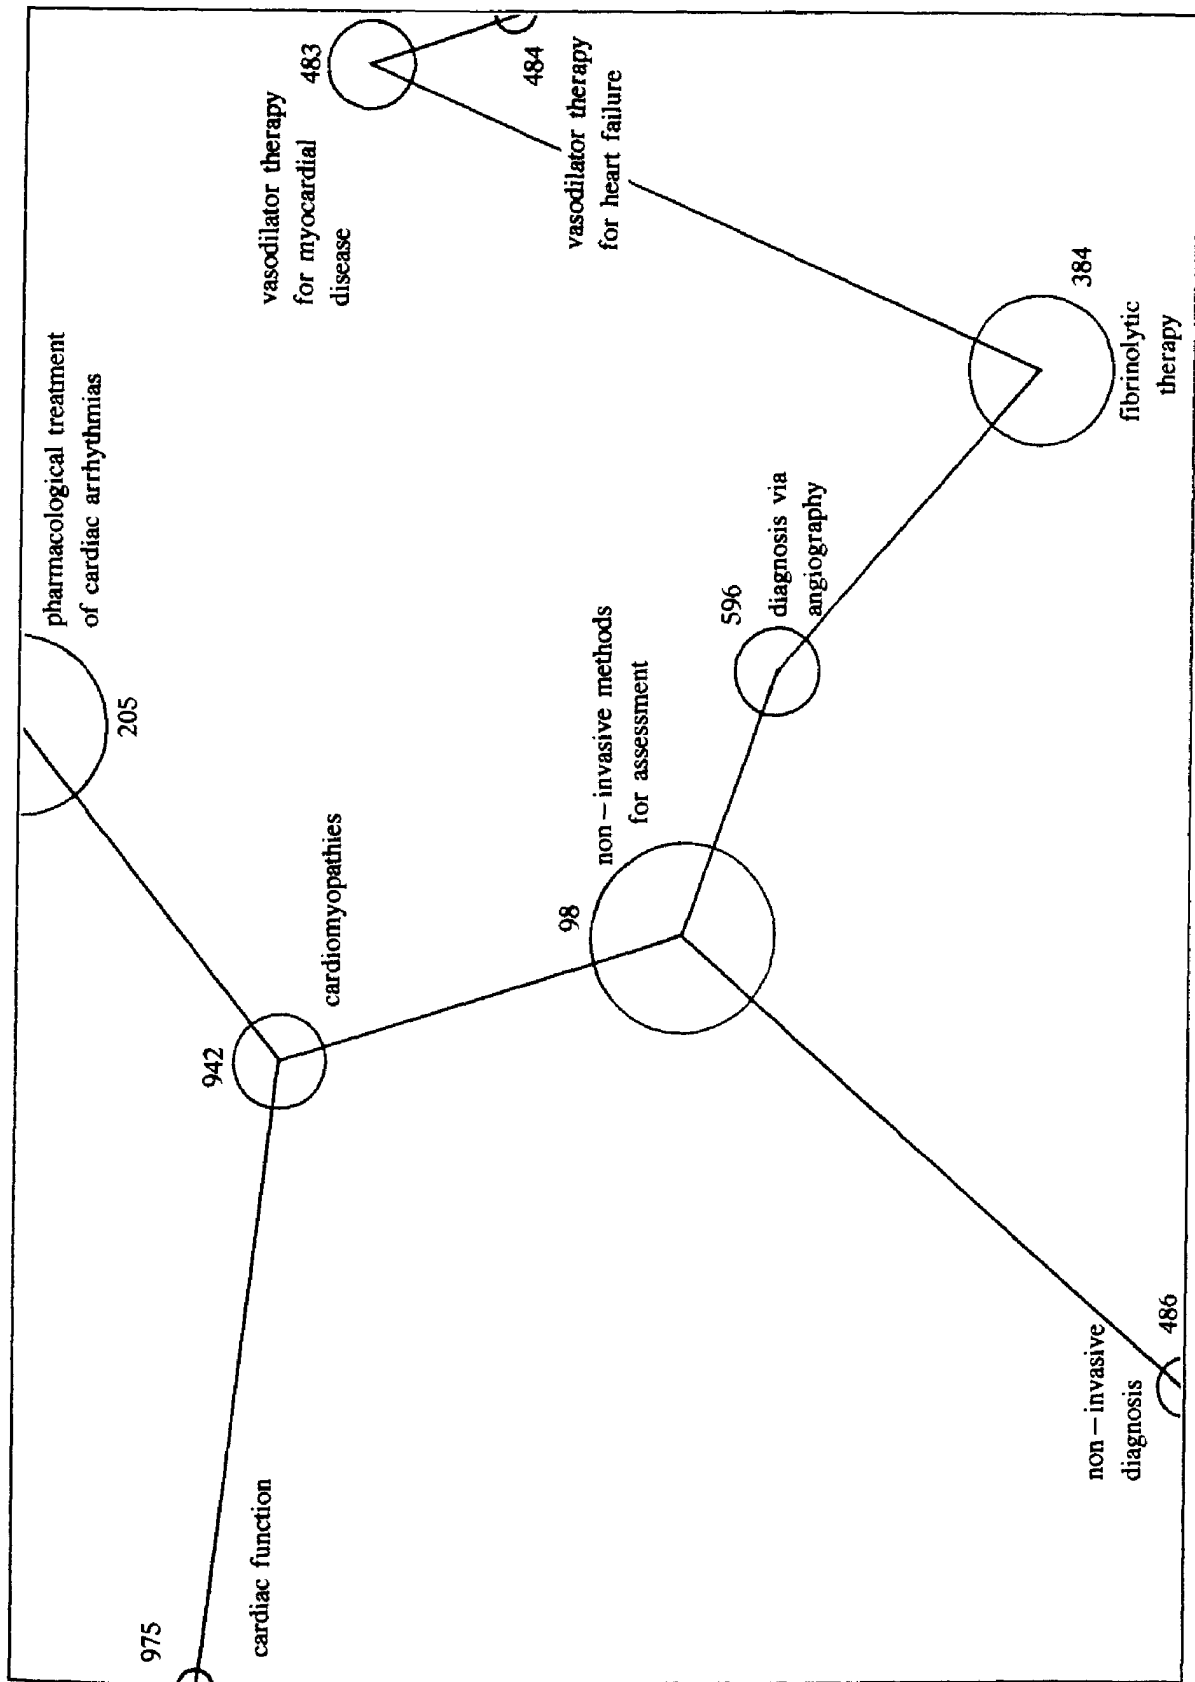 pharmacological treatment
of cardiac arrhythmias
205
975
cardiac function
942
cardiomyopathies
483
vasodilator therapy
for myocardial
disease
484
vasodilator therapy
for heart failure
98
non-invasive methods
for assessment
596
diagnosis via
angiography
384
fibrinolytic
therapy
non-invasive
diagnosis
486